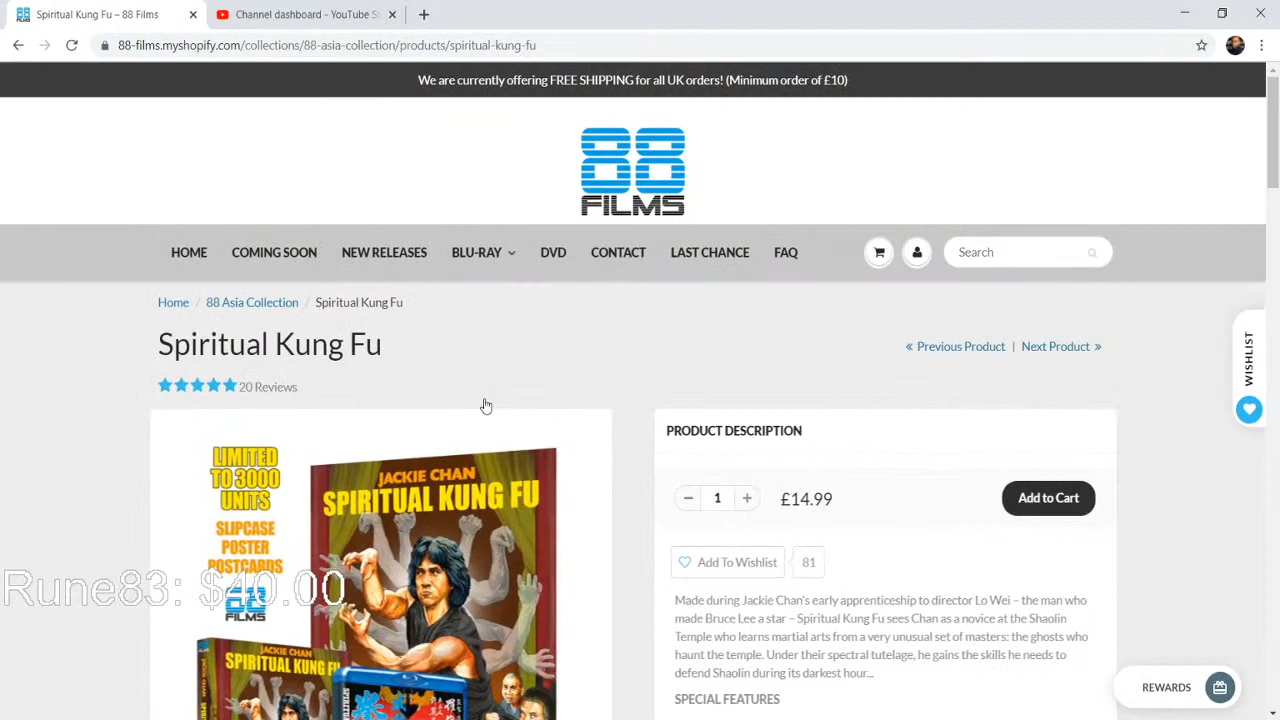 Spiritual Kung Fu – 88 Films
Channel dashboard - YouTube S
88-films.myshopify.com/collections/88-asia-collection/products/spiritual-kung-fu
We are currently offering FREE SHIPPING for all UK orders! (Minimum order of £10)
88
FILMS
HOME COMING SOON NEW RELEASES BLU-RAY DVD CONTACT LAST CHANCE FAQ Search
Home / 88 Asia Collection / Spiritual Kung Fu
Spiritual Kung Fu
« Previous Product | Next Product »
20 Reviews
WISHLIST
LIMITED
TO 3000
UNITS
SLIPCASE
POSTER
POSTCARDS
88
FILMS
JACKIE CHAN
SPIRITUAL KUNG FU
JACKIE CHAN
SPIRITUAL KUNG FU
Rune83: $40.00
PRODUCT DESCRIPTION
− 1 + £14.99 Add to Cart
Add To Wishlist 81
Made during Jackie Chan's early apprenticeship to director Lo Wei – the man who
made Bruce Lee a star – Spiritual Kung Fu sees Chan as a novice at the Shaolin
Temple who learns martial arts from a very unusual set of masters: the ghosts who
haunt the temple. Under their spectral tutelage, he gains the skills he needs to
defend Shaolin during its darkest hour...
SPECIAL FEATURES
REWARDS